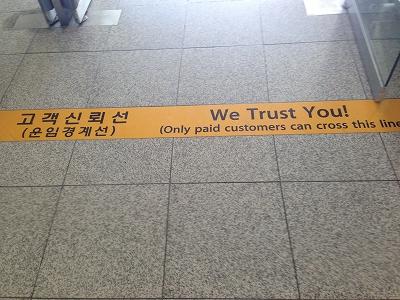 고객신뢰선
(운임경계선)
We Trust You!
(Only paid customers can cross this line